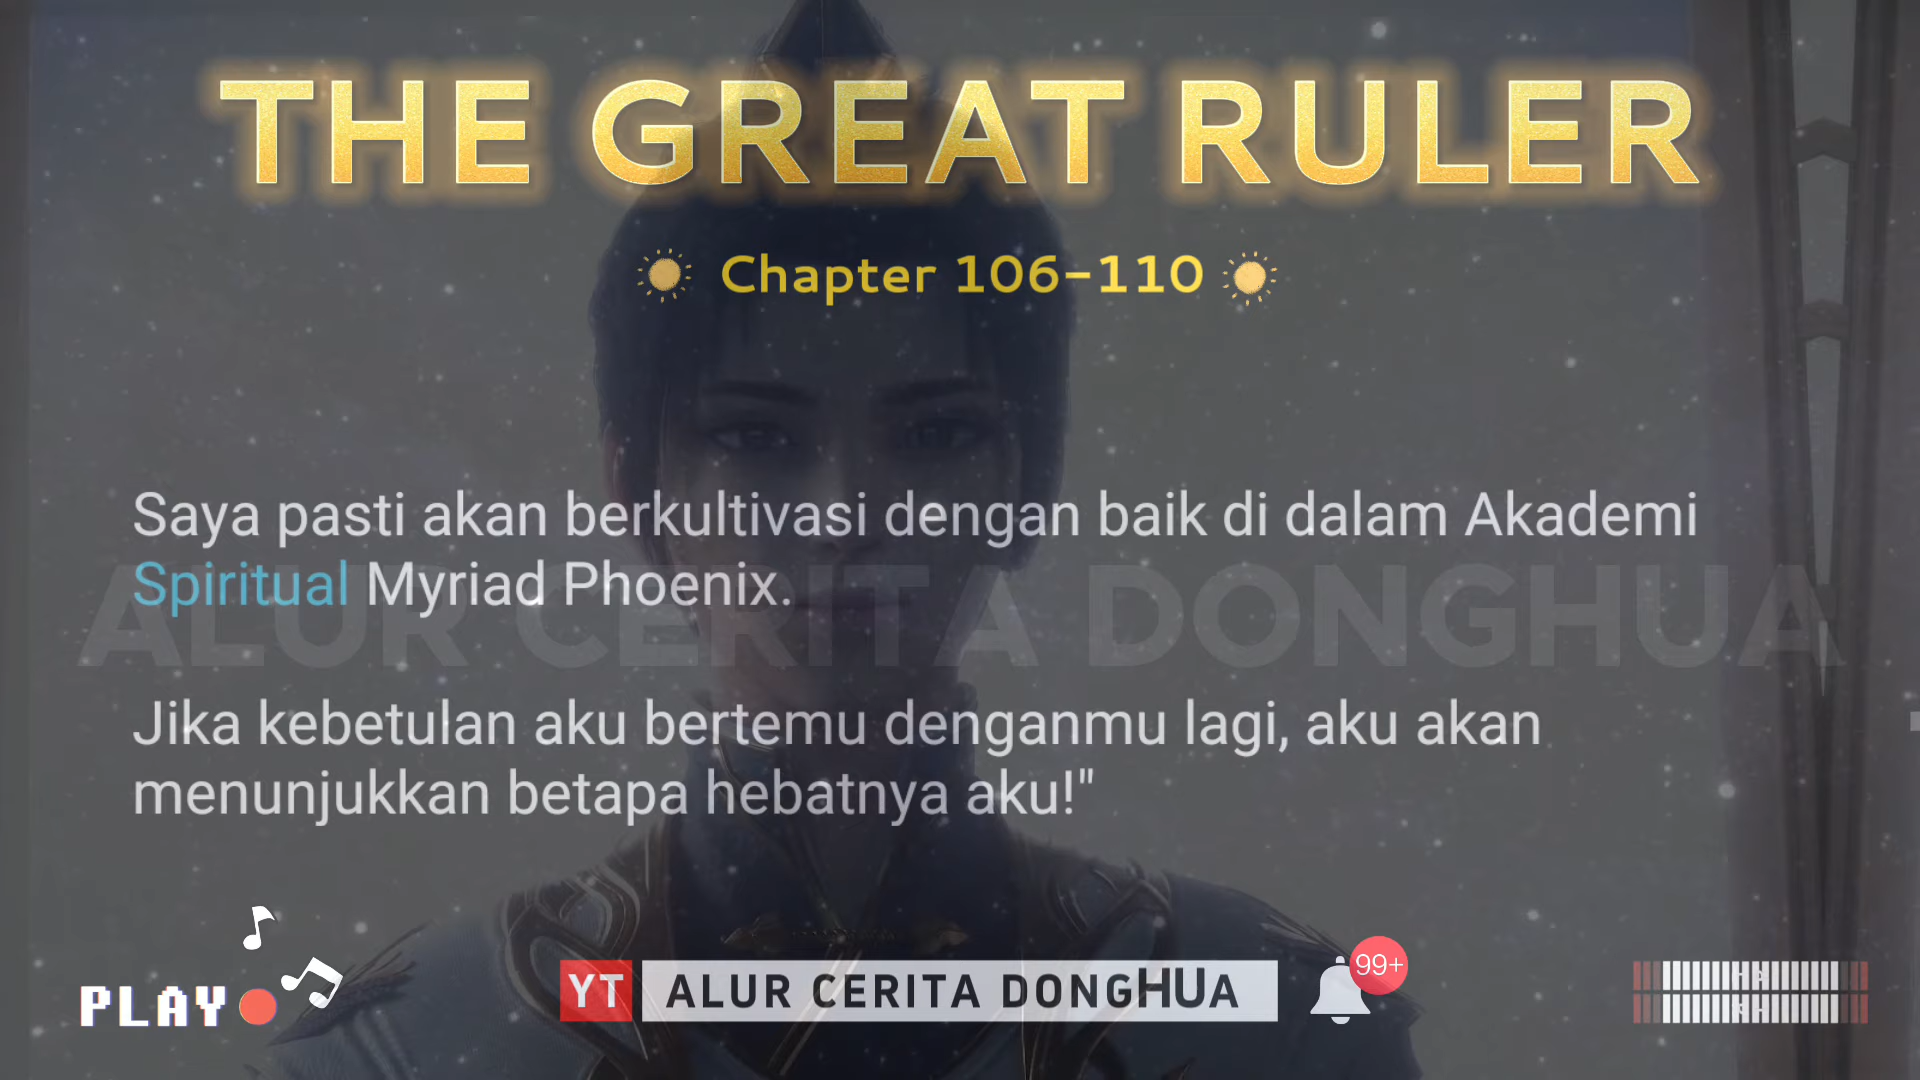 THE GREAT RULER
Chapter 106-110
Saya pasti akan berkultivasi dengan baik di dalam Akademi
Spiritual Myriad Phoenix.
ALUR CERITA DONGHUA
Jika kebetulan aku bertemu denganmu lagi, aku akan
menunjukkan betapa hebatnya aku!"
99+
PLAY
YT ALUR CERITA DONGHUA